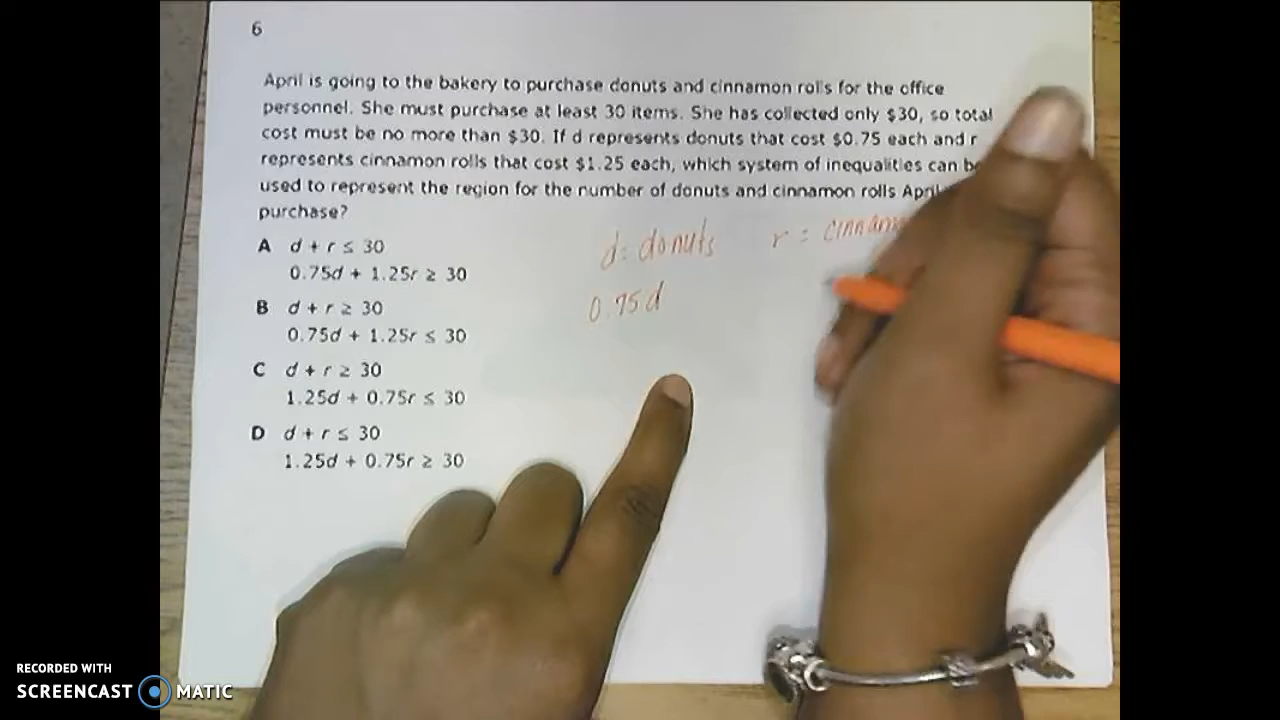 6
April is going to the bakery to purchase donuts and cinnamon rolls for the office
personnel. She must purchase at least 30 items. She has collected only $30, so total
cost must be no more than $30. If d represents donuts that cost $0.75 each and r
represents cinnamon rolls that cost $1.25 each, which system of inequalities can be
used to represent the region for the number of donuts and cinnamon rolls April
purchase?
A d + r ≤ 30
0.75d + 1.25r ≥ 30
B d + r ≥ 30
0.75d + 1.25r ≤ 30
C d + r ≥ 30
1.25d + 0.75r ≤ 30
D d + r ≤ 30
1.25d + 0.75r ≥ 30
d: donuts r = cinnam
0.75d
RECORDED WITH
SCREENCAST MATIC